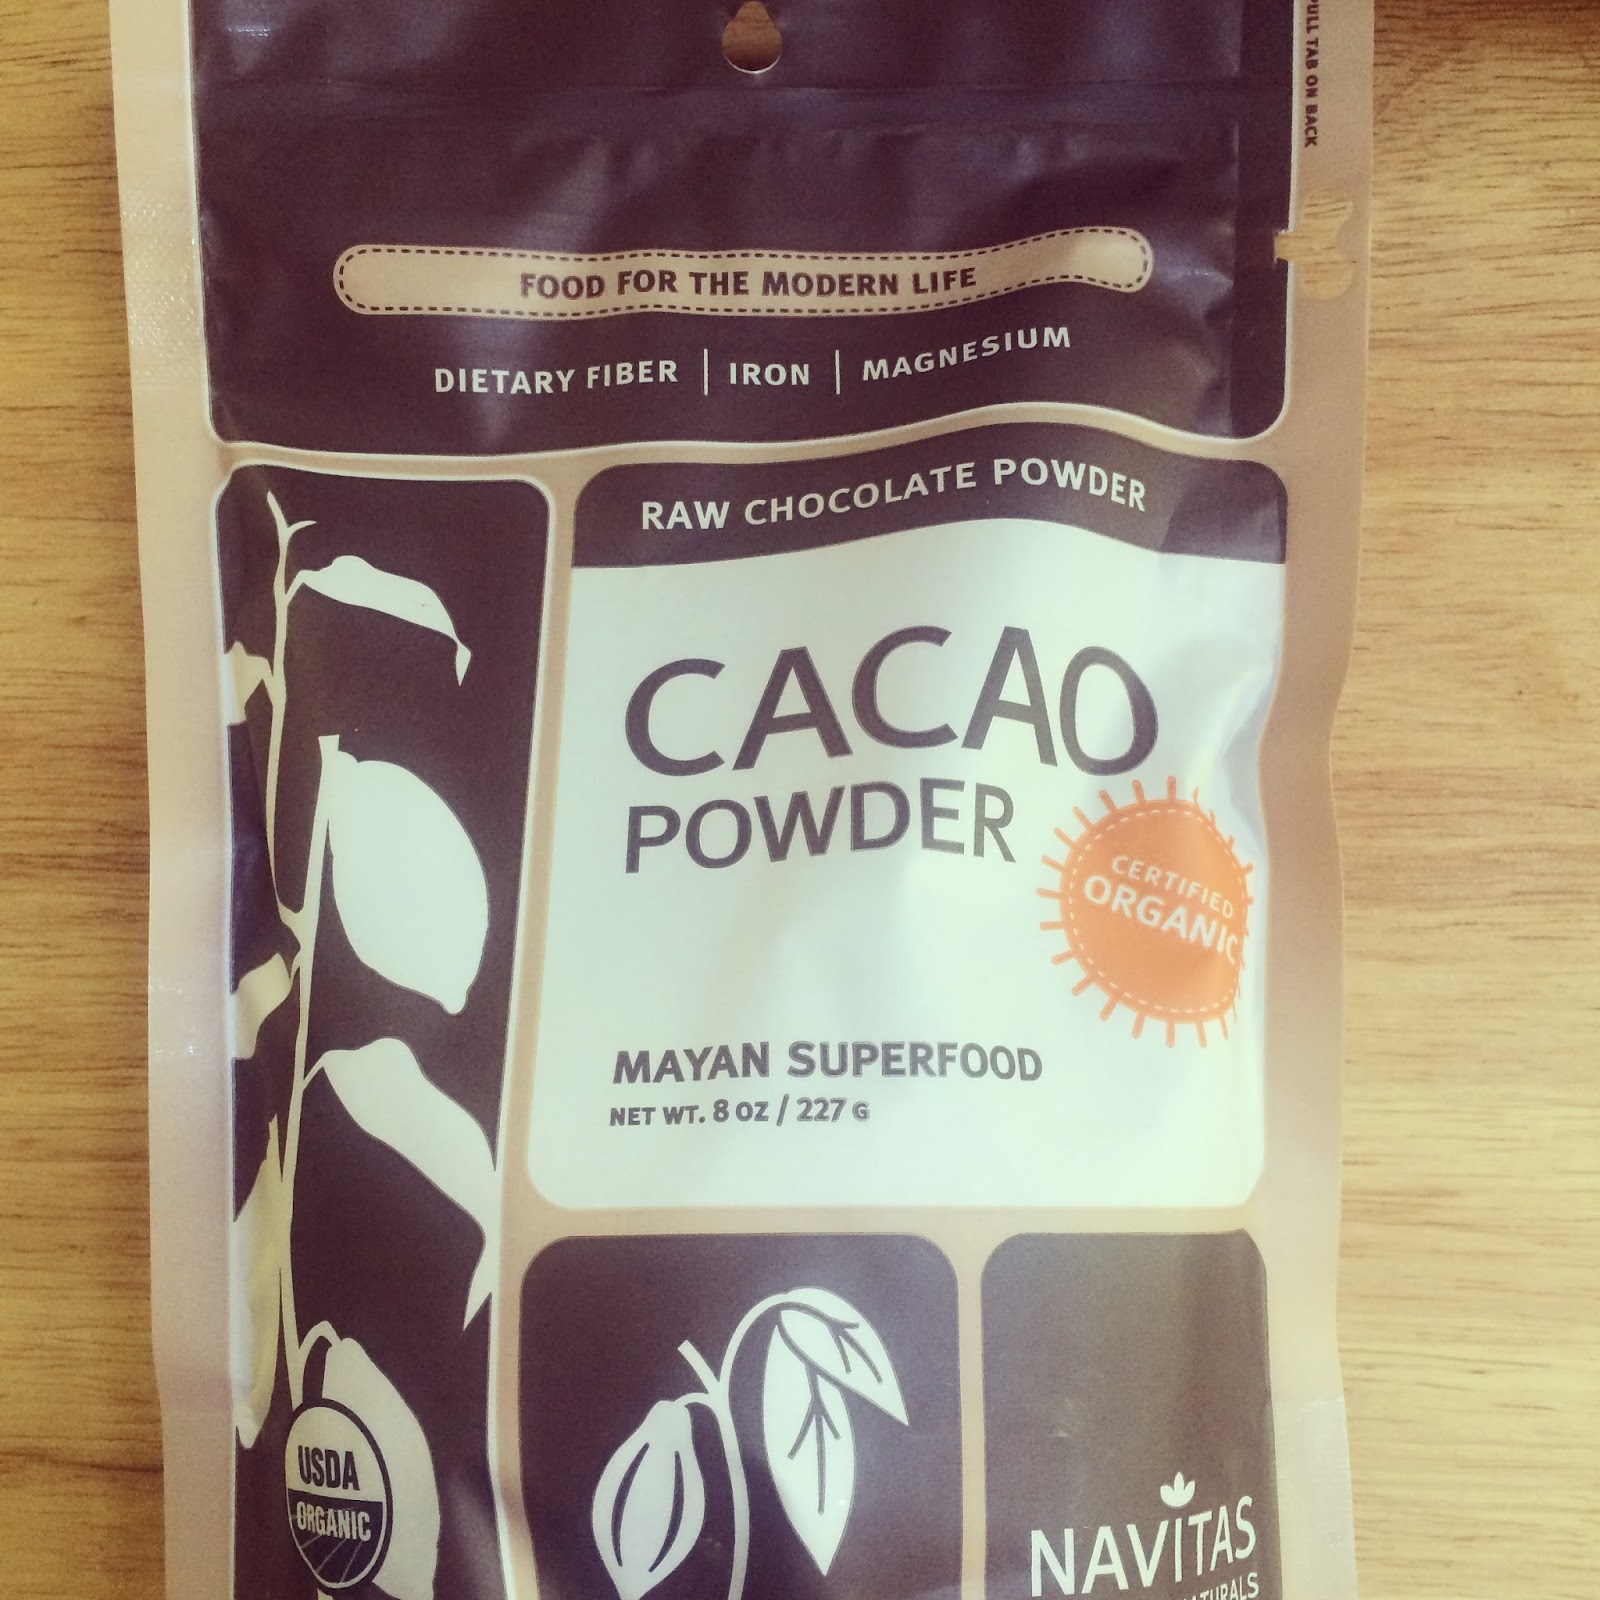 PULL TAB ON BACK
FOOD FOR THE MODERN LIFE
DIETARY FIBER | IRON | MAGNESIUM
RAW CHOCOLATE POWDER
CACAO
POWDER
CERTIFIED
ORGANIC
MAYAN SUPERFOOD
NET WT. 8 OZ / 227 G
USDA
ORGANIC
NAVITAS
NATURALS